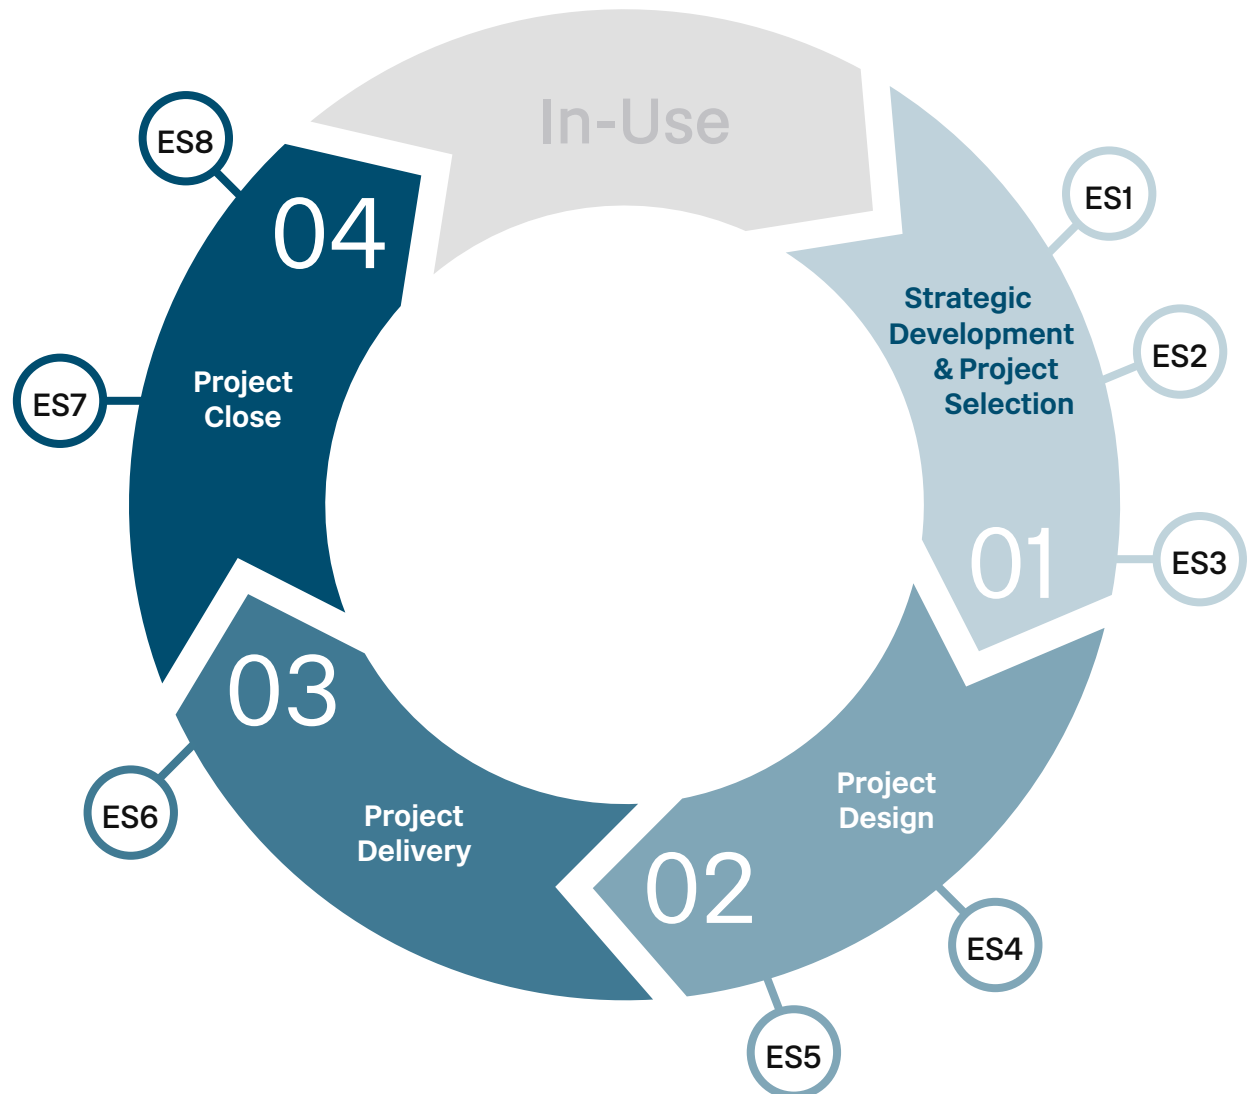 In-Use
ES1
Strategic
Development
& Project
Selection
ES2
01
ES3
Project
Design
02
ES4
ES5
Project
Delivery
03
ES6
Project
Close
04
ES7
ES8